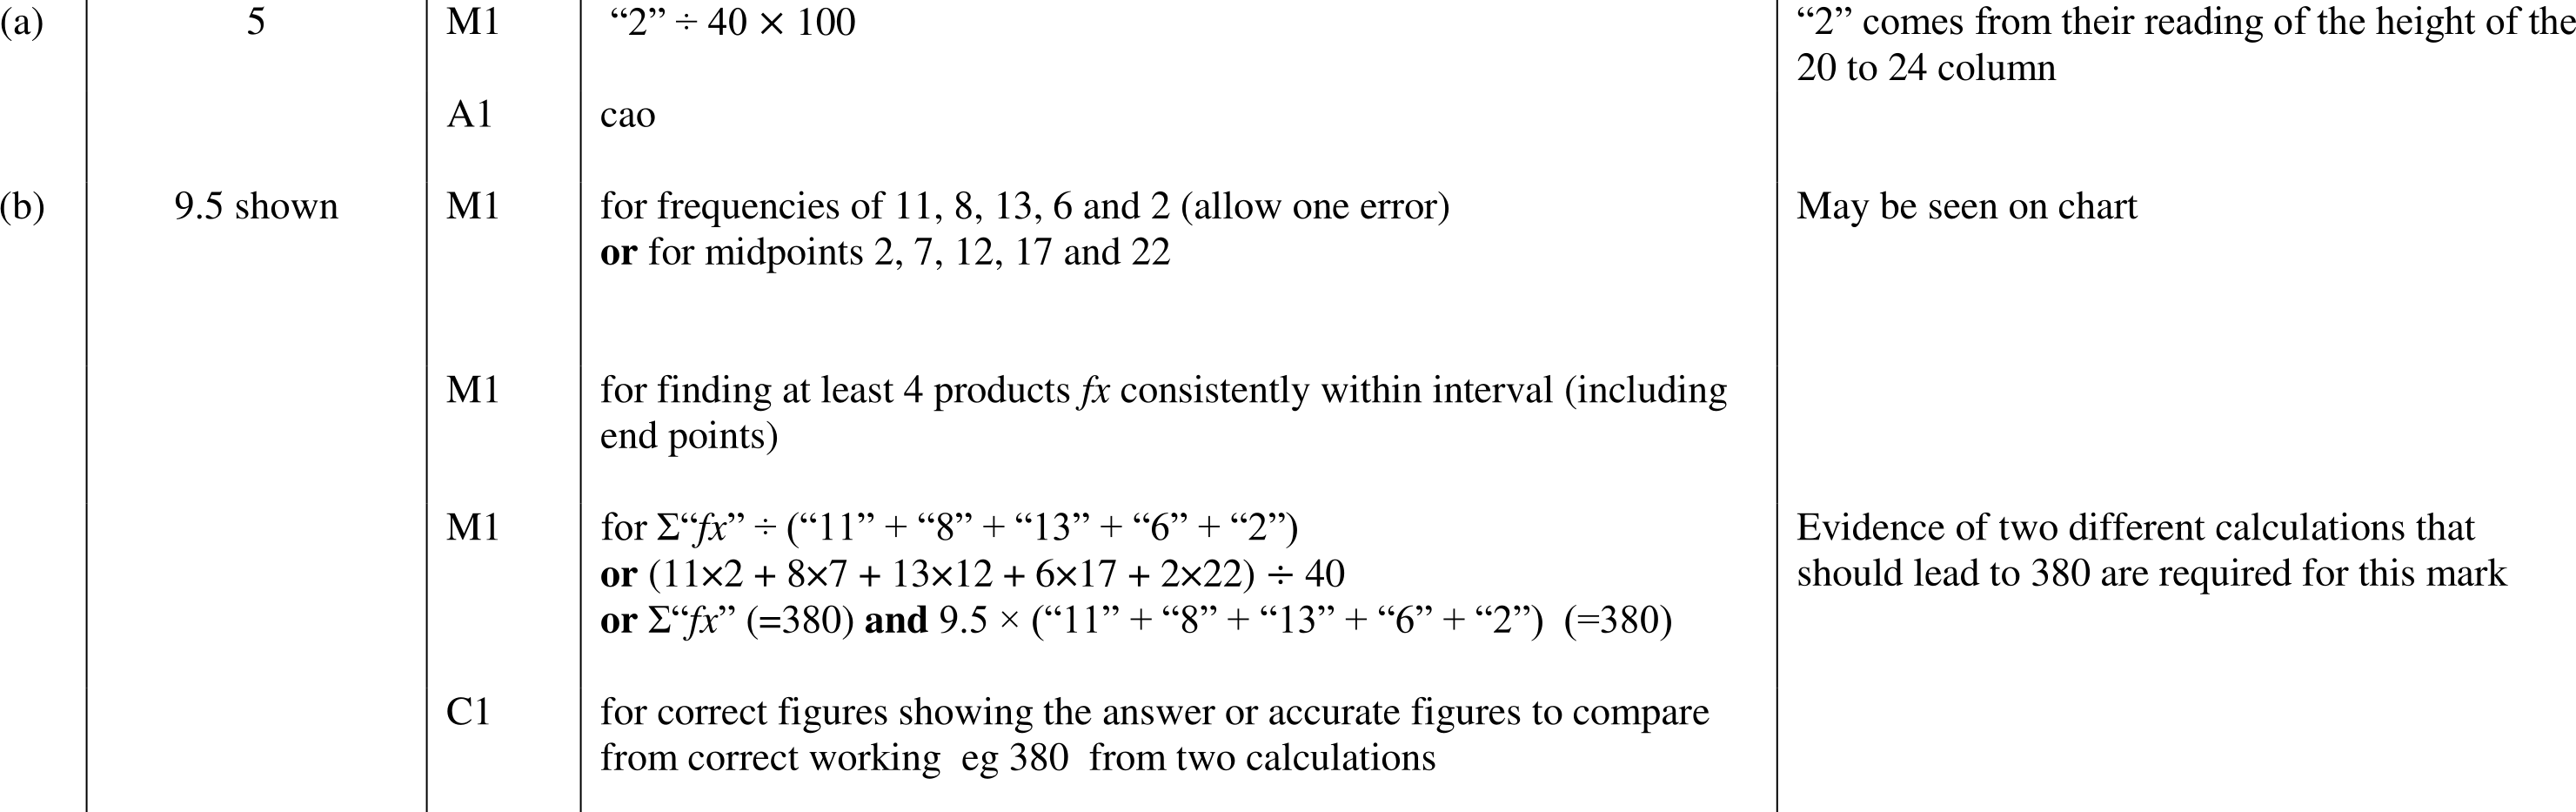 (a) 5 M1 “2” ÷ 40 × 100 “2” comes from their reading of the height of the
20 to 24 column
A1 cao
(b) 9.5 shown M1 for frequencies of 11, 8, 13, 6 and 2 (allow one error) May be seen on chart
or for midpoints 2, 7, 12, 17 and 22
M1 for finding at least 4 products fx consistently within interval (including
end points)
M1 for Σ“fx” ÷ (“11” + “8” + “13” + “6” + “2”) Evidence of two different calculations that
or (11×2 + 8×7 + 13×12 + 6×17 + 2×22) ÷ 40 should lead to 380 are required for this mark
or Σ“fx” (=380) and 9.5 × (“11” + “8” + “13” + “6” + “2”) (=380)
C1 for correct figures showing the answer or accurate figures to compare
from correct working eg 380 from two calculations